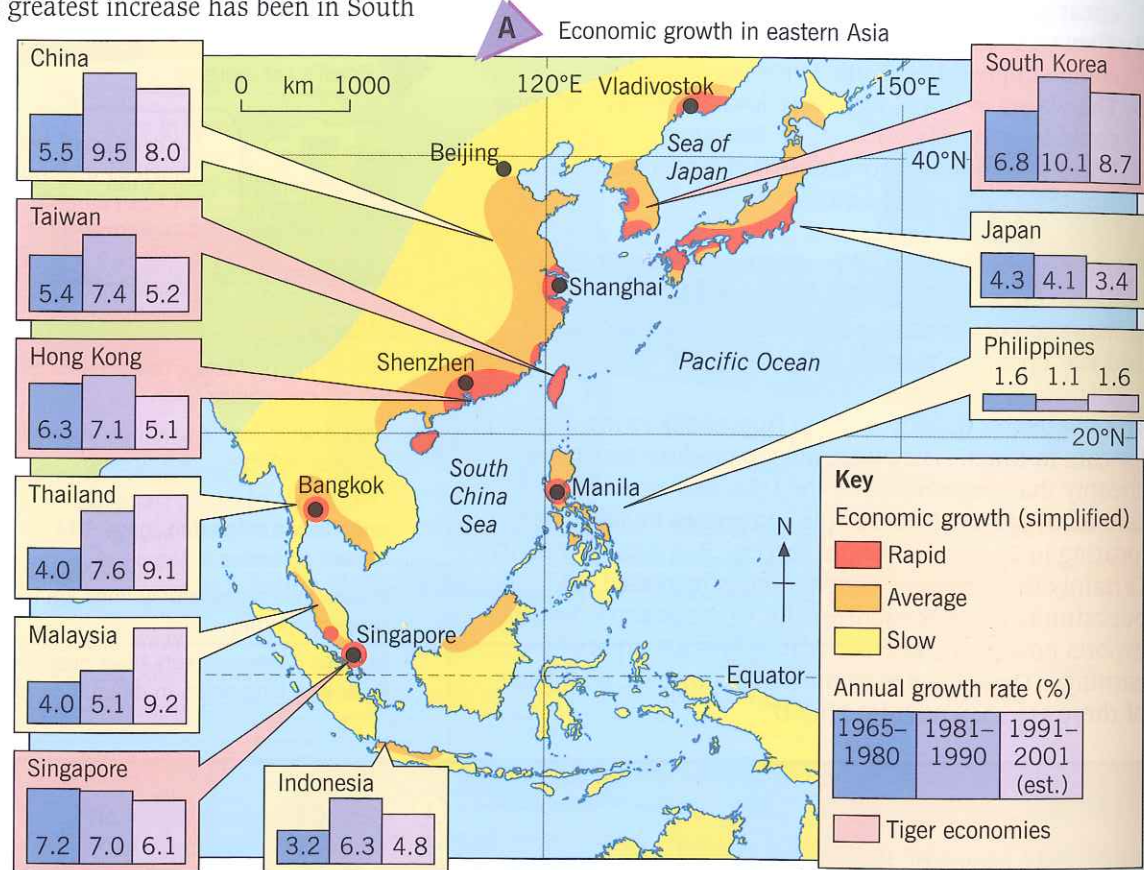 greatest increase has been in South
A
Economic growth in eastern Asia
China
5.5 9.5 8.0
0 km 1000
120°E
Vladivostok
150°E
South Korea
6.8 10.1 8.7
Beijing
Sea of
Japan
40°N
Taiwan
5.4 7.4 5.2
Japan
4.3 4.1 3.4
Shanghai
Hong Kong
6.3 7.1 5.1
Shenzhen
Pacific Ocean
Philippines
1.6 1.1 1.6
20°N
Thailand
4.0 7.6 9.1
Bangkok
South
China
Sea
Manila
N
Malaysia
4.0 5.1 9.2
Singapore
Equator
Singapore
7.2 7.0 6.1
Indonesia
3.2 6.3 4.8
Key
Economic growth (simplified)
Rapid
Average
Slow
Annual growth rate (%)
1965–
1980
1981–
1990
1991–
2001
(est.)
Tiger economies